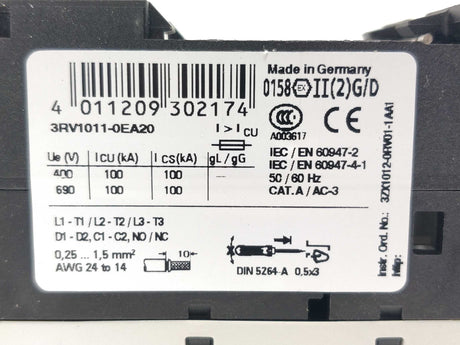 Made in Germany
4 011209 302174
0158 Ex II(2)G/D
3RV1011-0EA20
I > I CU
CCC
A003617
Ue (V) I CU (kA) I CS(kA) gL / gG
400 100 100 —
690 100 100 —
IEC / EN 60947-2
IEC / EN 60947-4-1
50 / 60 Hz
CAT. A / AC-3
L1 - T1 / L2 - T2 / L3 - T3
D1 - D2, C1 - C2, NO / NC
0,25 ... 1,5 mm²
AWG 24 to 14
10
DIN 5264-A 0,5x3
Instr. Ord. No.: 3ZX1012-0RV01-1AA1
http: